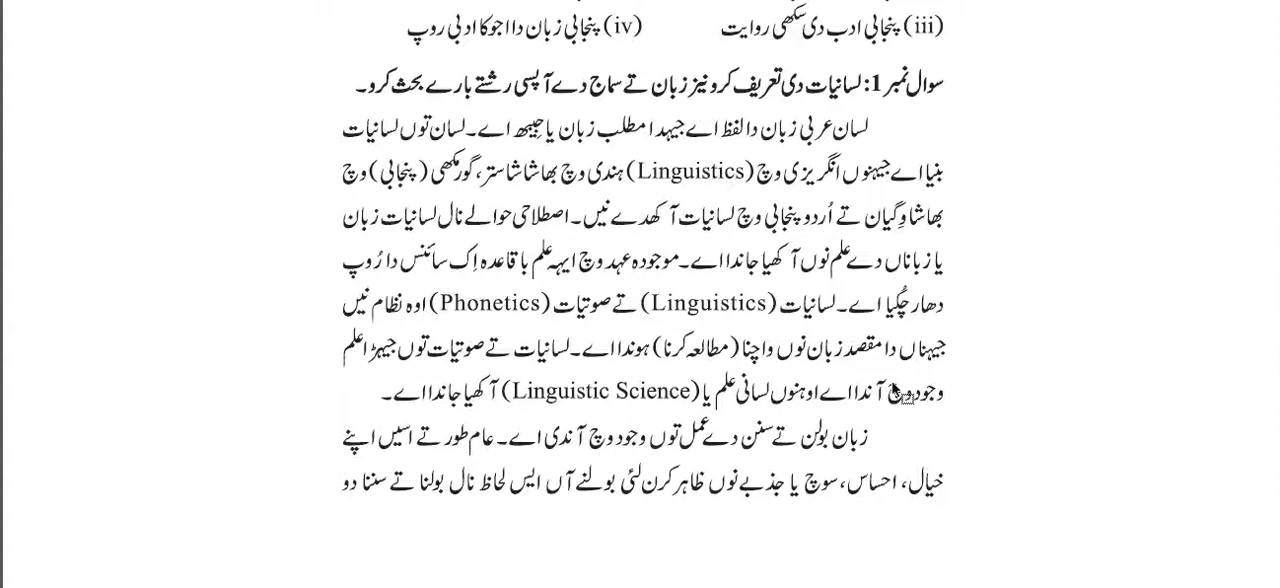 (iii) پنجابی ادب دی سکھی روایت (iv) پنجابی زبان دا اجوکا ادبی روپ
سوال نمبر 1: لسانیات دی تعریف کرو نیز زبان تے سماج دے آپسی رشتے بارے بحث کرو۔
لسان عربی زبان دا لفظ اے جیہدا مطلب زبان یا جِیبھ اے۔ لسان توں لسانیات
بنیا اے جیہنوں انگریزی وچ (Linguistics) ہندی وچ بھاشا شاستر، گورمکھی (پنجابی) وچ
بھاشا وِگیان تے اُردو پنجابی وچ لسانیات آکھدے نیں۔ اصطلاحی حوالے نال لسانیات زبان
یا زباناں دے علم نوں آکھیا جاندا اے۔ موجودہ عہد وچ ایہہ علم باقاعدہ اِک سائنس دا رُوپ
دھار چُکیا اے۔ لسانیات (Linguistics) تے صوتیات (Phonetics) اوہ نظام نیں
جیہناں دا مقصد زبان نوں واچنا (مطالعہ کرنا) ہوندا اے۔ لسانیات تے صوتیات توں جیہڑا علم
وجود وچ آندا اے اوہنوں لسانی علم یا (Linguistic Science) آکھیا جاندا اے۔
زبان بولن تے سنن دے عمل توں وجود وچ آندی اے۔ عام طور تے اسیں اپنے
خیال، احساس، سوچ یا جذبے نوں ظاہر کرن لئی بولنے آں ایس لحاظ نال بولنا تے سننا دو